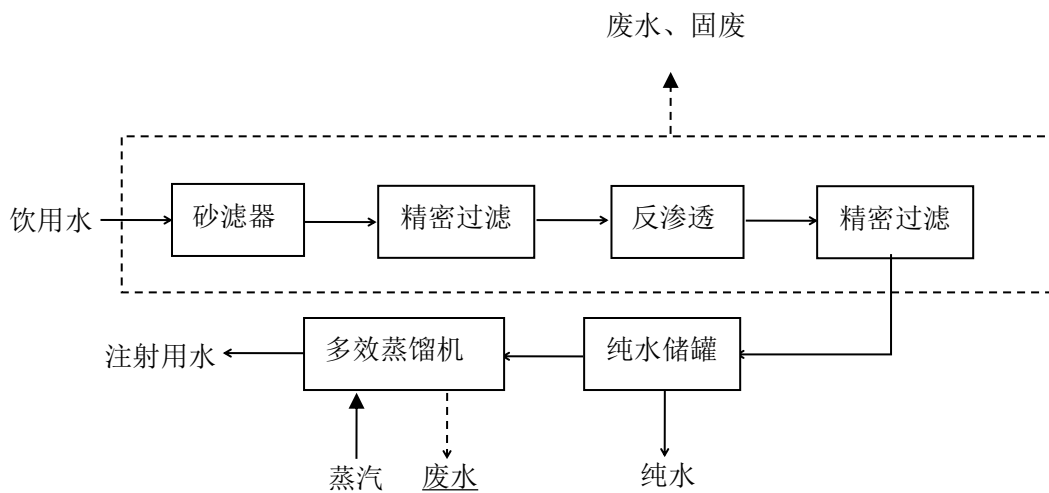 废水、固废
饮用水
砂滤器
精密过滤
反渗透
精密过滤
注射用水
多效蒸馏机
纯水储罐
蒸汽
废水
纯水